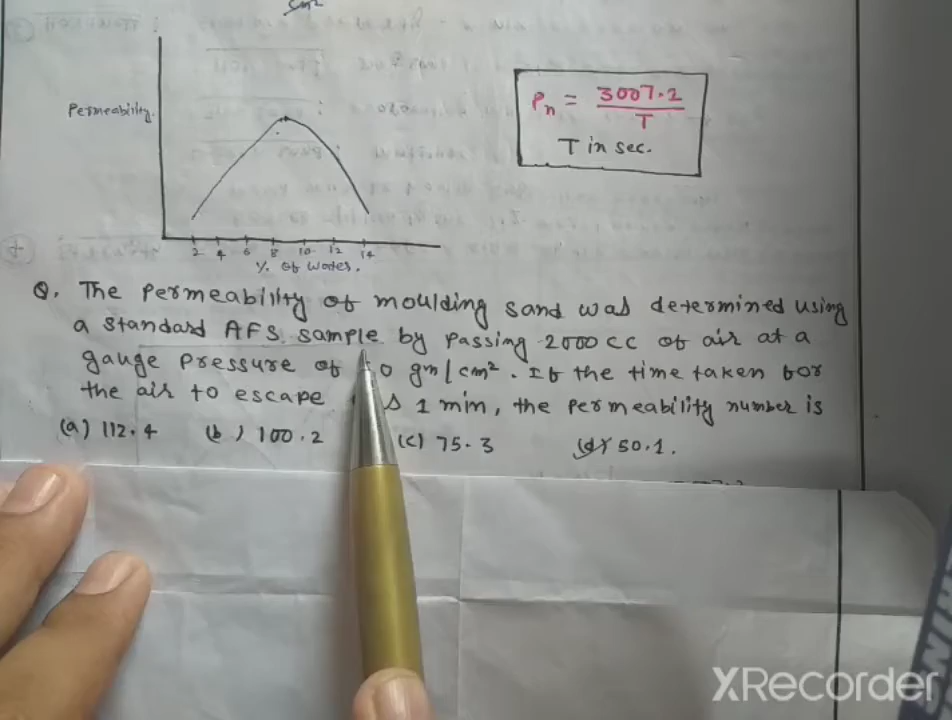 Permeability.
Pn = 3007.2 / T
T in sec.
2 4 6 8 10 12 14
% of water.
Q. The Permeability of moulding sand was determined using
a standard AFS sample by passing 2000 CC of air at a
gauge pressure of 0 gm/cm². If the time taken for
the air to escape 1 min, the permeability number is
(a) 112.4 (b) 100.2 (c) 75.3 (d) 50.1.
XRecorder